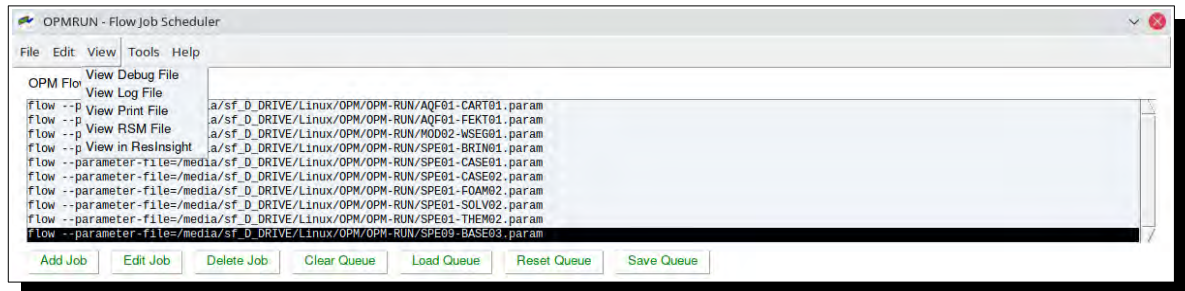 OPMRUN - Flow Job Scheduler
File Edit View Tools Help
OPM Flo
View Debug File
View Log File
View Print File
View RSM File
View in ResInsight
flow --p a/sf_D_DRIVE/Linux/OPM/OPM-RUN/AQF01-CART01.param
flow --p a/sf_D_DRIVE/Linux/OPM/OPM-RUN/AQF01-FEKT01.param
flow --p a/sf_D_DRIVE/Linux/OPM/OPM-RUN/MOD02-WSEG01.param
flow --p a/sf_D_DRIVE/Linux/OPM/OPM-RUN/SPE01-BRIN01.param
flow --parameter-file=/media/sf_D_DRIVE/Linux/OPM/OPM-RUN/SPE01-CASE01.param
flow --parameter-file=/media/sf_D_DRIVE/Linux/OPM/OPM-RUN/SPE01-CASE02.param
flow --parameter-file=/media/sf_D_DRIVE/Linux/OPM/OPM-RUN/SPE01-FOAM02.param
flow --parameter-file=/media/sf_D_DRIVE/Linux/OPM/OPM-RUN/SPE01-SOLV02.param
flow --parameter-file=/media/sf_D_DRIVE/Linux/OPM/OPM-RUN/SPE01-THEM02.param
flow --parameter-file=/media/sf_D_DRIVE/Linux/OPM/OPM-RUN/SPE09-BASE03.param
Add Job Edit Job Delete Job Clear Queue Load Queue Reset Queue Save Queue